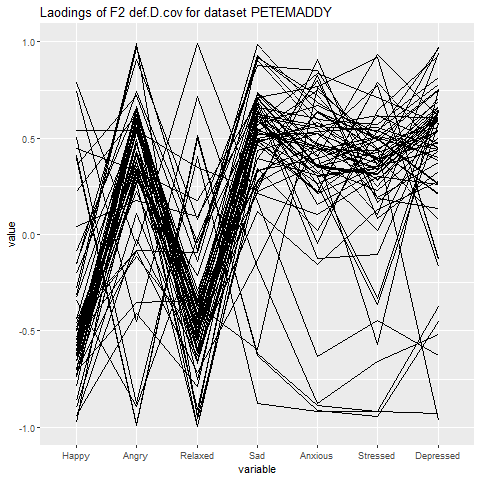 Laodings of F2 def.D.cov for dataset PETEMADDY
1.0
0.5
0.0
-0.5
-1.0
value
Happy Angry Relaxed Sad Anxious Stressed Depressed
variable